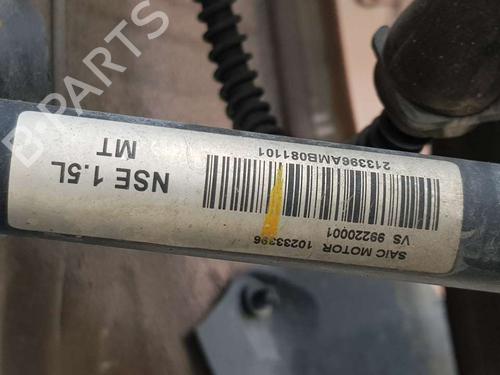 B-PARTS
SAIC MOTOR 10233396
VS 99220001
213396AMB081101
NSE 1.5L
MT